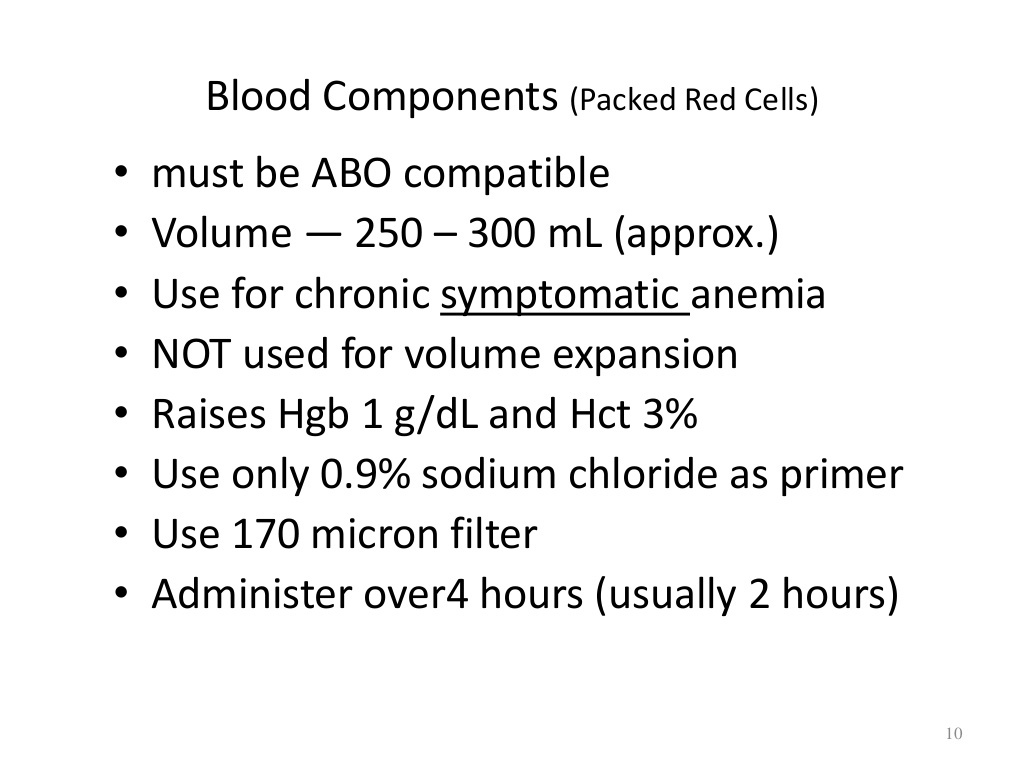 Blood Components (Packed Red Cells)
• must be ABO compatible
• Volume — 250 – 300 mL (approx.)
• Use for chronic symptomatic anemia
• NOT used for volume expansion
• Raises Hgb 1 g/dL and Hct 3%
• Use only 0.9% sodium chloride as primer
• Use 170 micron filter
• Administer over4 hours (usually 2 hours)
10